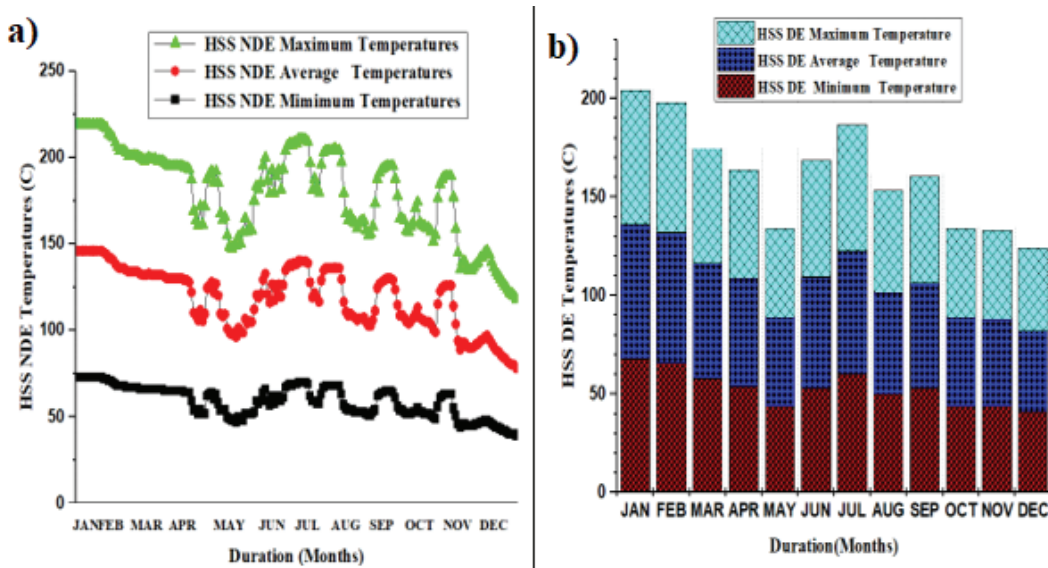 a)
HSS NDE Maximum Temperatures
HSS NDE Average Temperatures
HSS NDE Mimimum Temperatures
HSS NDE Temperatures (C)
250
200
150
100
50
0
JAN FEB MAR APR MAY JUN JUL AUG SEP OCT NOV DEC
Duration (Months)
b)
HSS DE Maximum Temperature
HSS DE Average Temperature
HSS DE Minimum Temperature
HSS DE Temperatures (C)
200
150
100
50
0
JAN FEB MAR APR MAY JUN JUL AUG SEP OCT NOV DEC
Duration(Months)